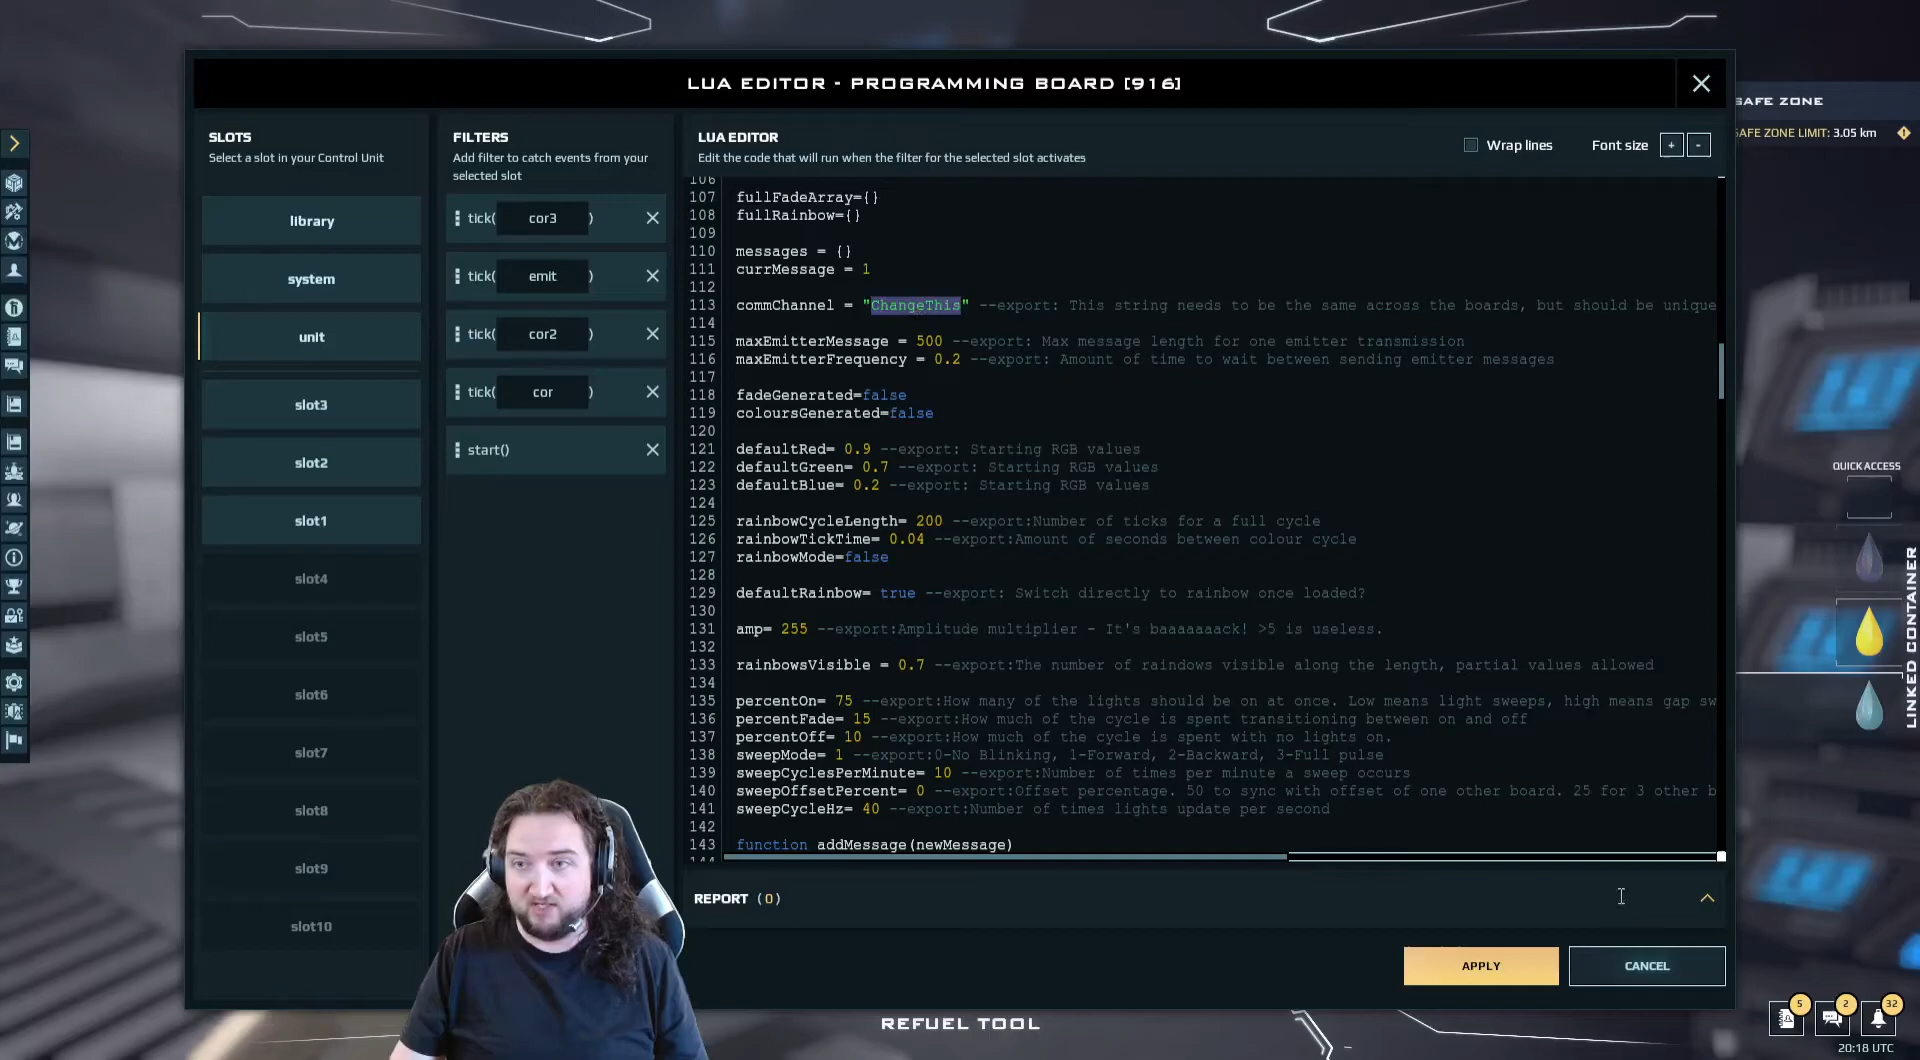 LUA EDITOR - PROGRAMMING BOARD [916]
SAFE ZONE
SAFE ZONE LIMIT: 3.05 km
SLOTS
Select a slot in your Control Unit
library
system
unit
slot3
slot2
slot1
slot4
slot5
slot6
slot7
slot8
slot9
slot10
FILTERS
Add filter to catch events from your
selected slot
tick( cor3 )
tick( emit )
tick( cor2 )
tick( cor )
start()
LUA EDITOR
Edit the code that will run when the filter for the selected slot activates
Wrap lines
Font size + -
106
107 fullFadeArray={}
108 fullRainbow={}
109
110 messages = {}
111 currMessage = 1
112
113 commChannel = "ChangeThis" --export: This string needs to be the same across the boards, but should be unique
114
115 maxEmitterMessage = 500 --export: Max message length for one emitter transmission
116 maxEmitterFrequency = 0.2 --export: Amount of time to wait between sending emitter messages
117
118 fadeGenerated=false
119 coloursGenerated=false
120
121 defaultRed= 0.9 --export: Starting RGB values
122 defaultGreen= 0.7 --export: Starting RGB values
123 defaultBlue= 0.2 --export: Starting RGB values
124
125 rainbowCycleLength= 200 --export:Number of ticks for a full cycle
126 rainbowTickTime= 0.04 --export:Amount of seconds between colour cycle
127 rainbowMode=false
128
129 defaultRainbow= true --export: Switch directly to rainbow once loaded?
130
131 amp= 255 --export:Amplitude multiplier - It's baaaaaaack! >5 is useless.
132
133 rainbowsVisible = 0.7 --export:The number of raindows visible along the length, partial values allowed
134
135 percentOn= 75 --export:How many of the lights should be on at once. Low means light sweeps, high means gap sw
136 percentFade= 15 --export:How much of the cycle is spent transitioning between on and off
137 percentOff= 10 --export:How much of the cycle is spent with no lights on.
138 sweepMode= 1 --export:0-No Blinking, 1-Forward, 2-Backward, 3-Full pulse
139 sweepCyclesPerMinute= 10 --export:Number of times per minute a sweep occurs
140 sweepOffsetPercent= 0 --export:Offset percentage. 50 to sync with offset of one other board. 25 for 3 other b
141 sweepCycleHz= 40 --export:Number of times lights update per second
142
143 function addMessage(newMessage)
144
REPORT (0)
APPLY
CANCEL
QUICK ACCESS
LINKED CONTAINER
REFUEL TOOL
5
2
32
20:18 UTC